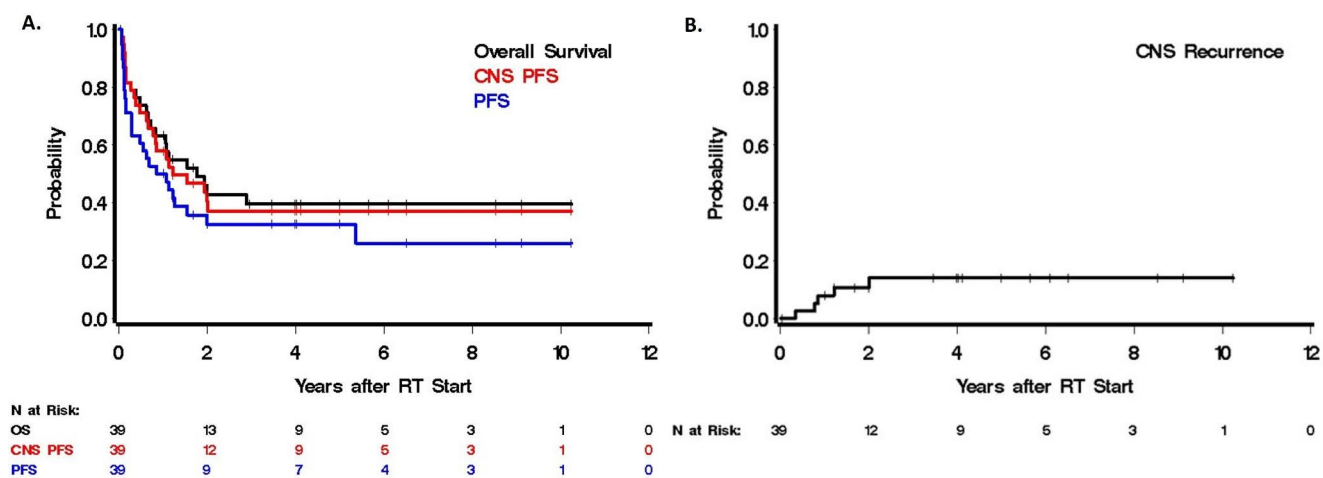 A.
1.0
0.8
0.6
0.4
0.2
0.0
Probability
Overall Survival
CNS PFS
PFS
0 2 4 6 8 10 12
Years after RT Start
N at Risk:
OS 39 13 9 5 3 1 0
CNS PFS 39 12 9 5 3 1 0
PFS 39 9 7 4 3 1 0
B.
1.0
0.8
0.6
0.4
0.2
0.0
Probability
CNS Recurrence
0 2 4 6 8 10 12
Years after RT Start
N at Risk: 39 12 9 5 3 1 0